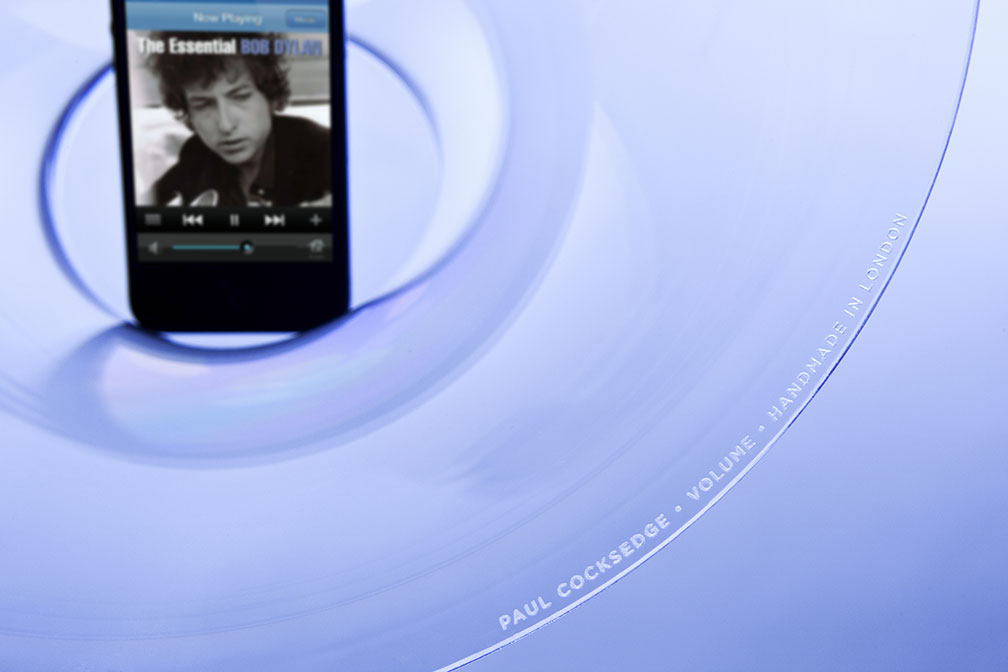 Now Playing
The Essential BOB DYLAN
PAUL COCKSEDGE • VOLUME • HANDMADE IN LONDON